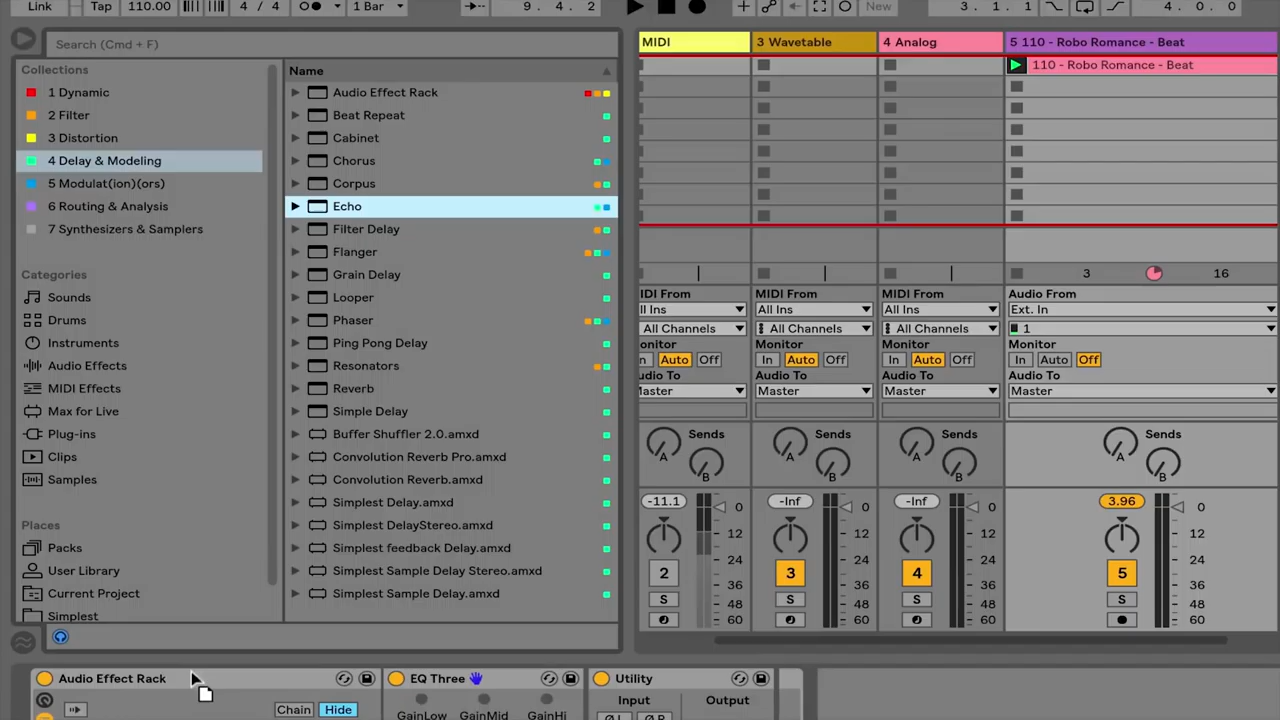 Link Tap 110.00 4 / 4 1 Bar 9. 4. 2 New 3. 1. 1 4. 0. 0
Search (Cmd + F)
Collections
1 Dynamic
2 Filter
3 Distortion
4 Delay & Modeling
5 Modulat(ion)(ors)
6 Routing & Analysis
7 Synthesizers & Samplers
Categories
Sounds
Drums
Instruments
Audio Effects
MIDI Effects
Max for Live
Plug-ins
Clips
Samples
Places
Packs
User Library
Current Project
Simplest
Name
Audio Effect Rack
Beat Repeat
Cabinet
Chorus
Corpus
Echo
Filter Delay
Flanger
Grain Delay
Looper
Phaser
Ping Pong Delay
Resonators
Reverb
Simple Delay
Buffer Shuffler 2.0.amxd
Convolution Reverb Pro.amxd
Convolution Reverb.amxd
Simplest Delay.amxd
Simplest DelayStereo.amxd
Simplest feedback Delay.amxd
Simplest Sample Delay Stereo.amxd
Simplest Sample Delay.amxd
MIDI 3 Wavetable 4 Analog 5 110 - Robo Romance - Beat
110 - Robo Romance - Beat
3 16
IDI From MIDI From MIDI From Audio From
ll Ins All Ins All Ins Ext. In
All Channels All Channels All Channels 1
onitor Monitor Monitor Monitor
n Auto Off In Auto Off In Auto Off In Auto Off
udio To Audio To Audio To Audio To
aster Master Master Master
Sends Sends Sends Sends
A A A A
B B B B
-11.1 0 -Inf 0 -Inf 0 3.96 0
12 12 12 12
24 24 24 24
2 3 4 5
36 36 36 36
S S S S
48 48 48 48
60 60 60 60
Audio Effect Rack EQ Three Utility
Chain Hide GainLow GainMid GainHi Input Output